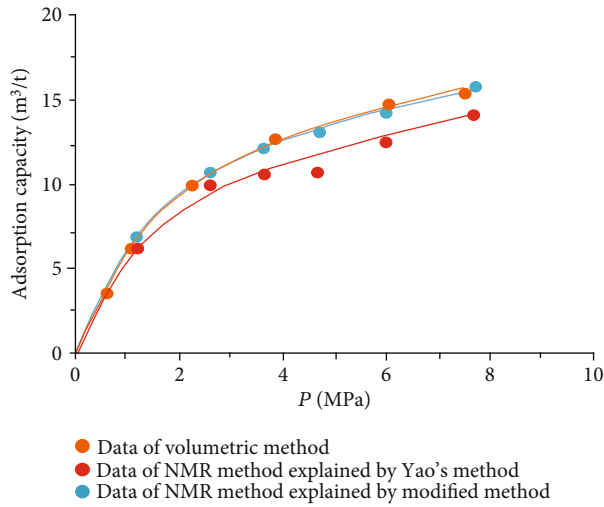 20
15
10
5
0
Adsorption capacity (m³/t)
0 2 4 6 8 10
P (MPa)
Data of volumetric method
Data of NMR method explained by Yao's method
Data of NMR method explained by modified method